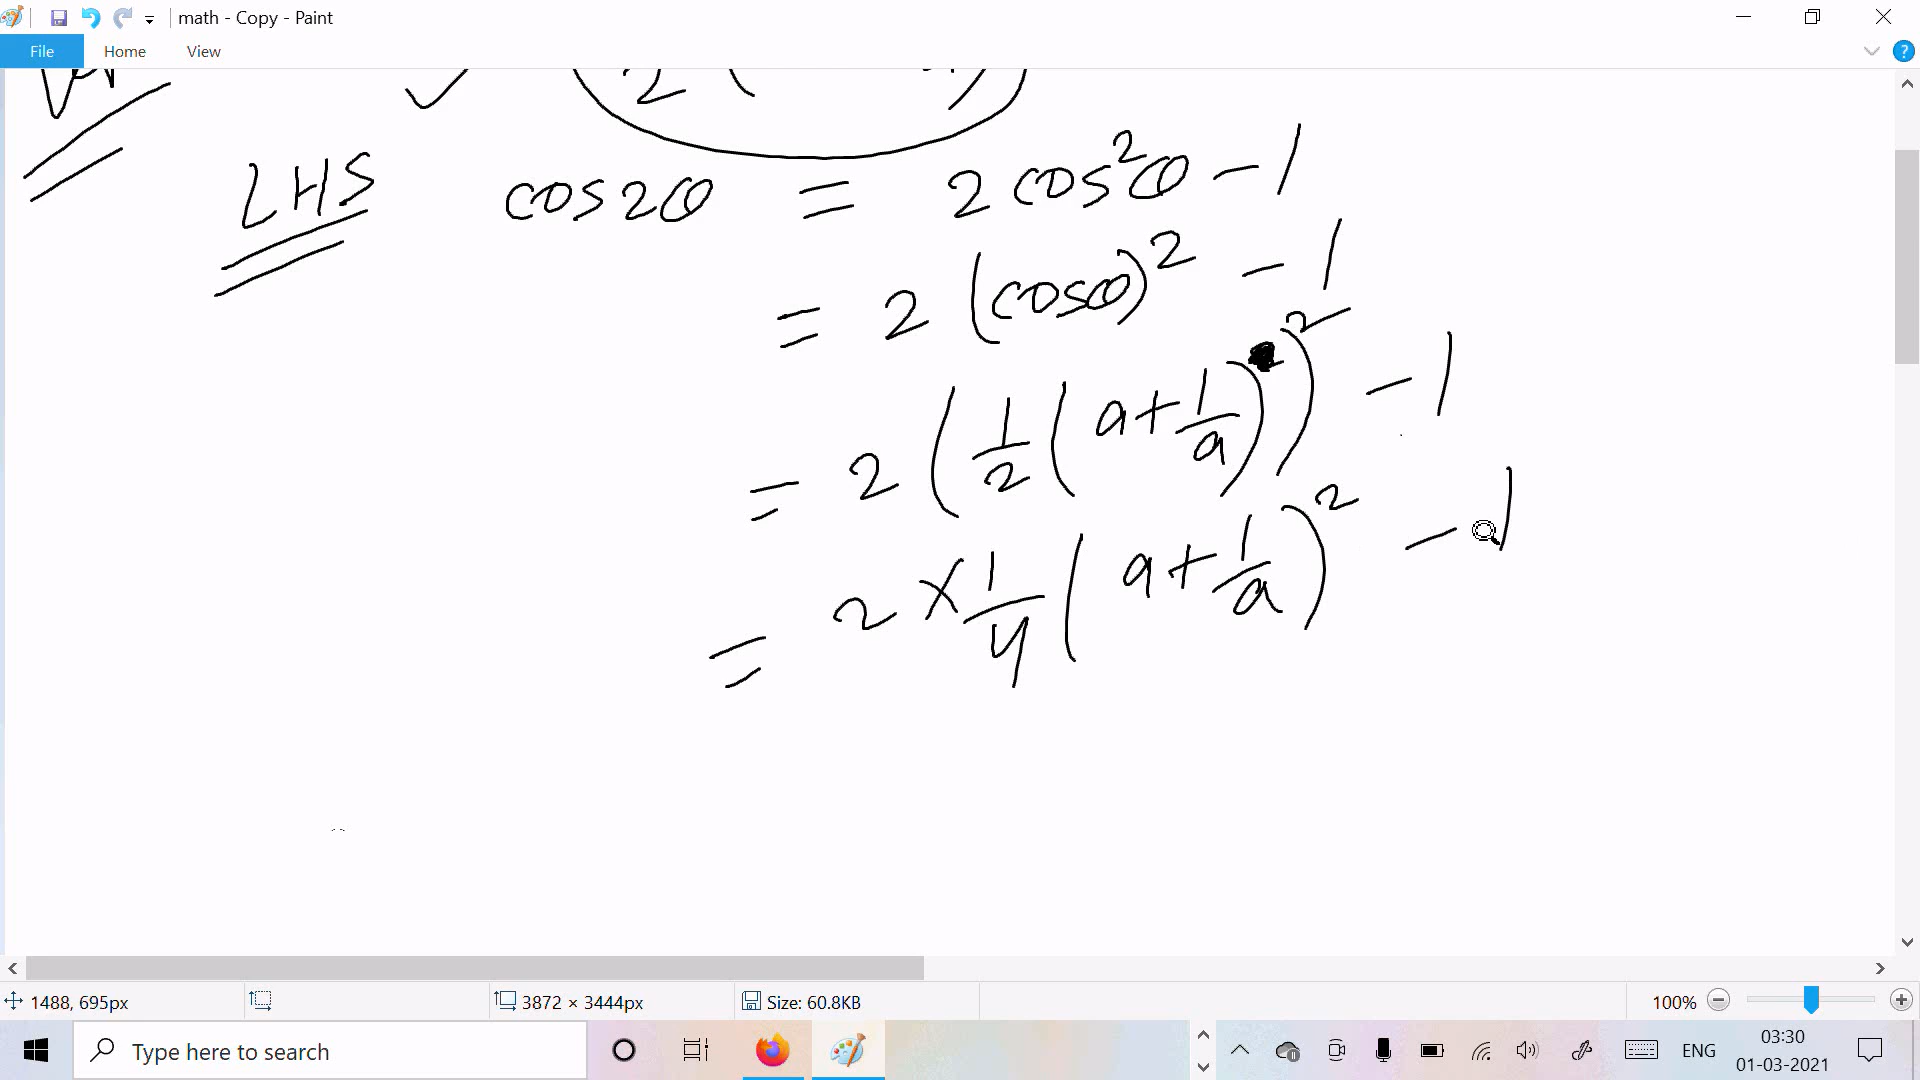 math - Copy - Paint
File Home View
2 (
LHS cos2θ = 2cos²θ - 1
= 2 (cosθ)² - 1
= 2 (1/2 (a + 1/a))² - 1
= 2 × 1/4 (a + 1/a)² - 1
1488, 695px 3872 × 3444px Size: 60.8KB 100%
Type here to search ENG 03:30
01-03-2021